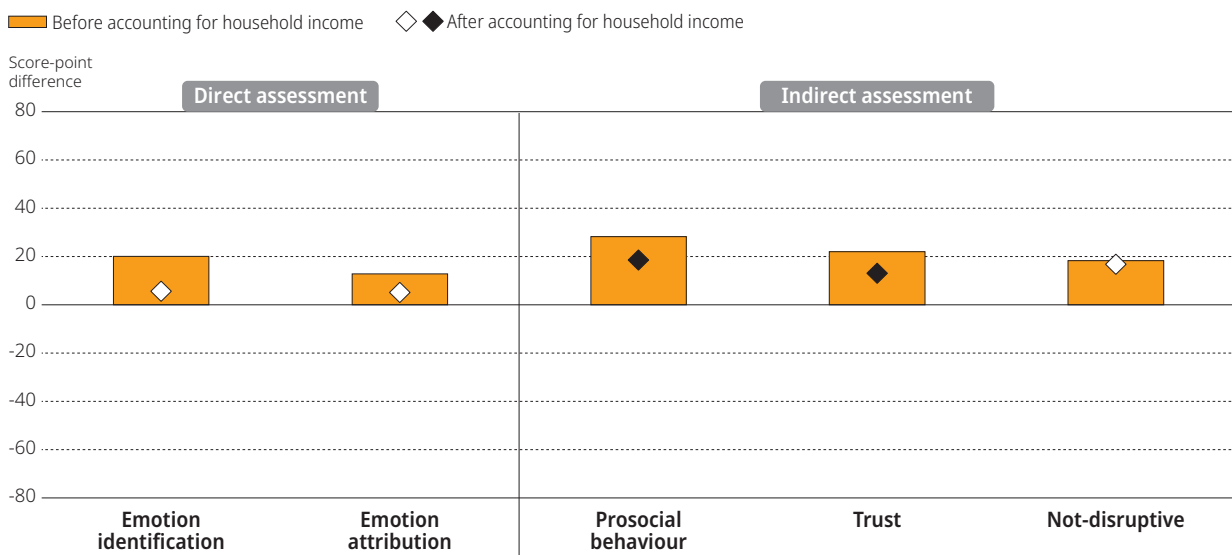 Before accounting for household income
After accounting for household income
Score-point
difference
Direct assessment
Indirect assessment
80
60
40
20
0
-20
-40
-60
-80
Emotion
identification
Emotion
attribution
Prosocial
behaviour
Trust
Not-disruptive